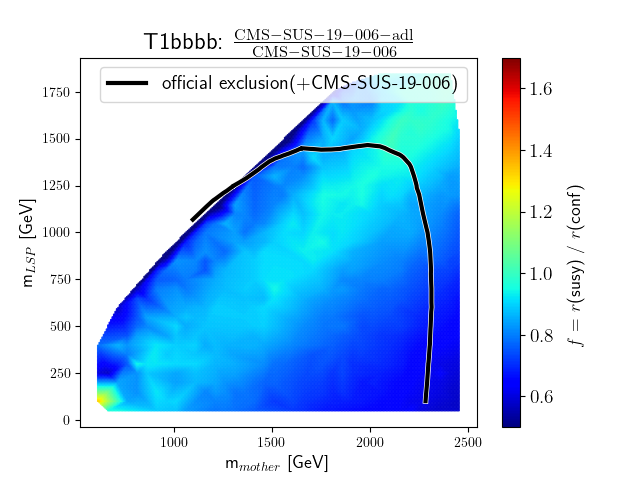 T1bbbb: CMS−SUS−19−006−adl
CMS−SUS−19−006
official exclusion(+CMS-SUS-19-006)
1750
1500
1250
1000
750
500
250
0
m_LSP [GeV]
1000 1500 2000 2500
m_mother [GeV]
1.6
1.4
1.2
1.0
0.8
0.6
f = r(susy) / r(conf)